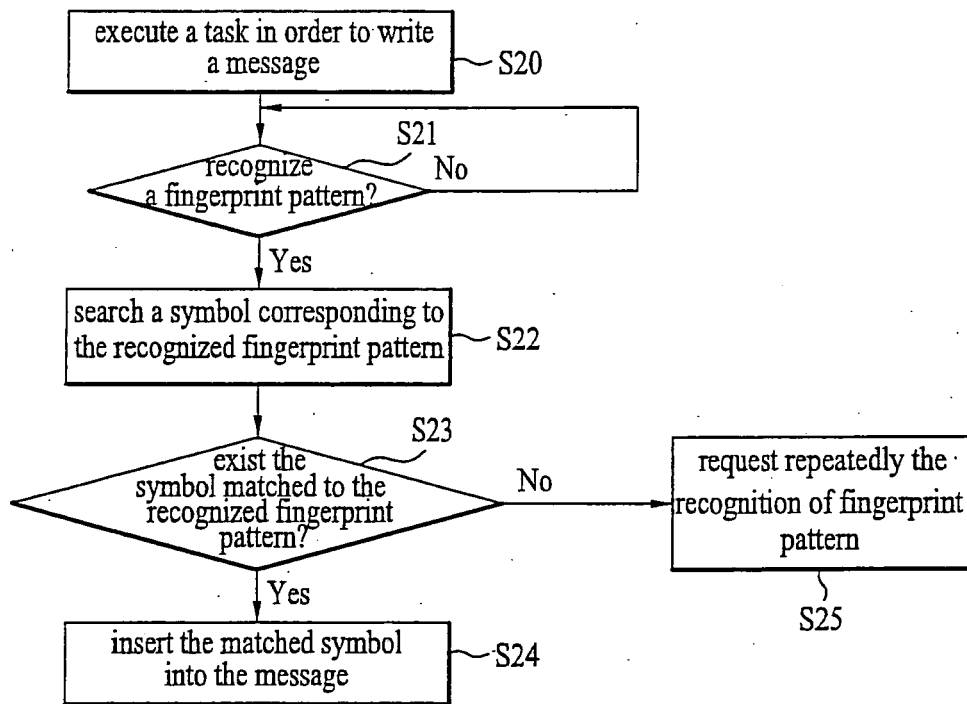 execute a task in order to write
a message
S20
S21
recognize
a fingerprint pattern?
No
Yes
search a symbol corresponding to
the recognized fingerprint pattern
S22
S23
exist the
symbol matched to the
recognized fingerprint
pattern?
No
request repeatedly the
recognition of fingerprint
pattern
S25
Yes
insert the matched symbol
into the message
S24